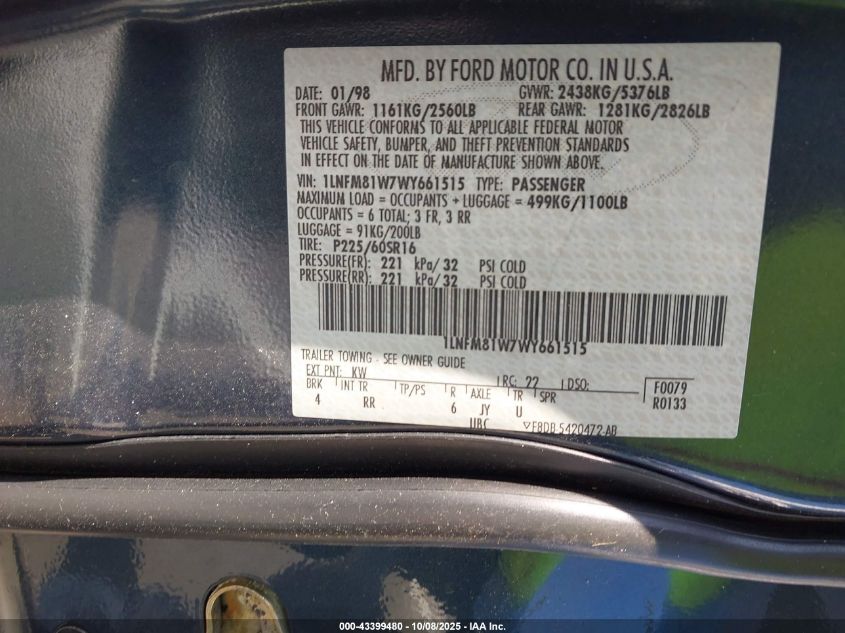 MFD. BY FORD MOTOR CO. IN U.S.A.
DATE: 01/98 GVWR: 2438KG/5376LB
FRONT GAWR: 1161KG/2560LB REAR GAWR: 1281KG/2826LB
THIS VEHICLE CONFORMS TO ALL APPLICABLE FEDERAL MOTOR
VEHICLE SAFETY, BUMPER, AND THEFT PREVENTION STANDARDS
IN EFFECT ON THE DATE OF MANUFACTURE SHOWN ABOVE.
VIN: 1LNFM81W7WY661515 TYPE: PASSENGER
MAXIMUM LOAD = OCCUPANTS + LUGGAGE = 499KG/1100LB
OCCUPANTS = 6 TOTAL; 3 FR, 3 RR
LUGGAGE = 91KG/200LB
TIRE: P225/60SR16
PRESSURE(FR): 221 kPa/32 PSI COLD
PRESSURE(RR): 221 kPa/32 PSI COLD
1LNFM81W7WY661515
TRAILER TOWING - SEE OWNER GUIDE
EXT PNT: KW RC: 22 DSO: F0079
BRK INT TR TP/PS R AXLE TR SPR R0133
4 RR 6 JY U
UBC F8DB 5420472-AB
000-43399480 - 10/08/2025 - IAA Inc.